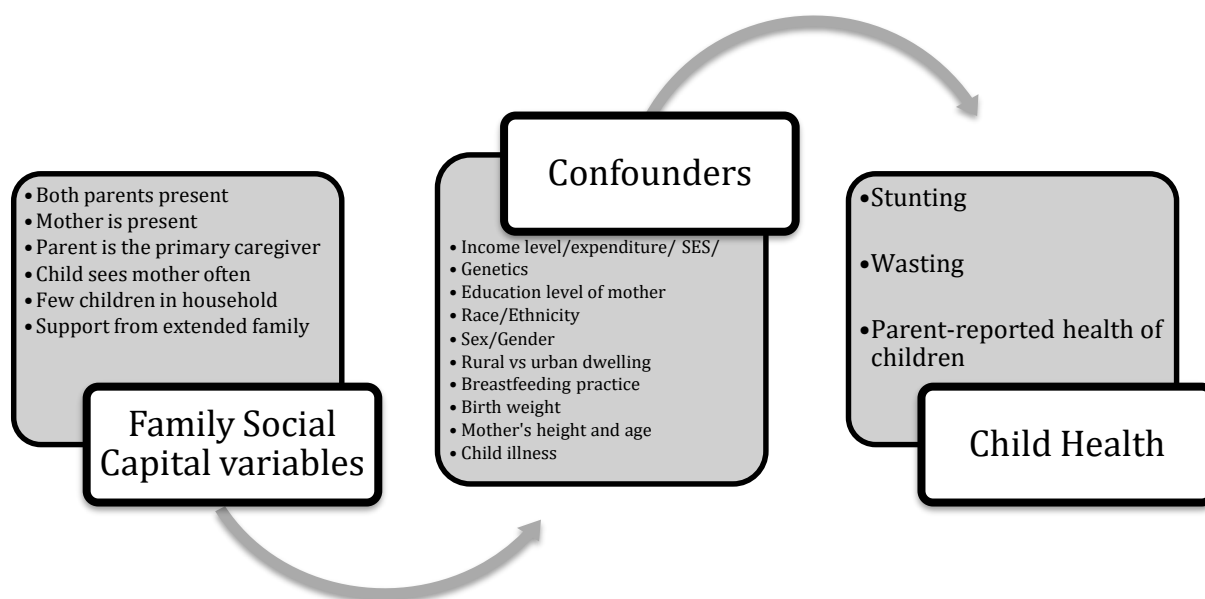 • Both parents present
• Mother is present
• Parent is the primary caregiver
• Child sees mother often
• Few children in household
• Support from extended family
Family Social
Capital variables
Confounders
• Income level/expenditure/ SES/
• Genetics
• Education level of mother
• Race/Ethnicity
• Sex/Gender
• Rural vs urban dwelling
• Breastfeeding practice
• Birth weight
• Mother's height and age
• Child illness
•Stunting
•Wasting
•Parent-reported health of
children
Child Health